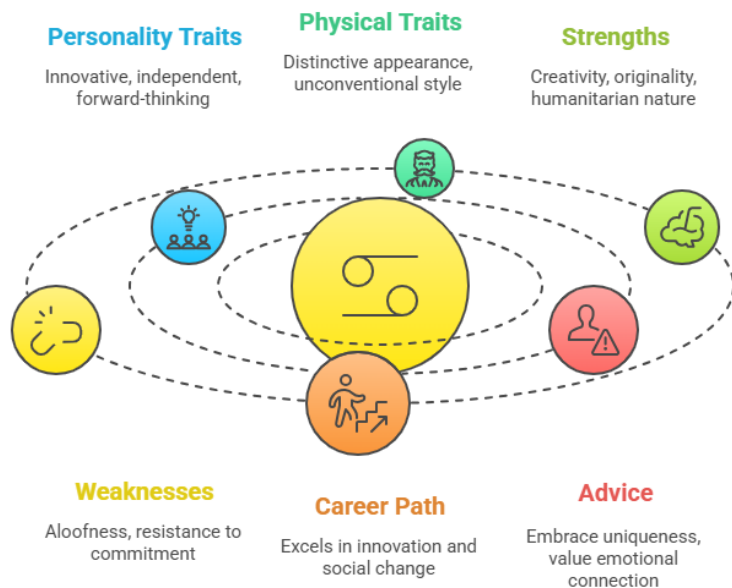 Personality Traits
Innovative, independent,
forward-thinking
Physical Traits
Distinctive appearance,
unconventional style
Strengths
Creativity, originality,
humanitarian nature
Weaknesses
Aloofness, resistance to
commitment
Career Path
Excels in innovation and
social change
Advice
Embrace uniqueness,
value emotional
connection